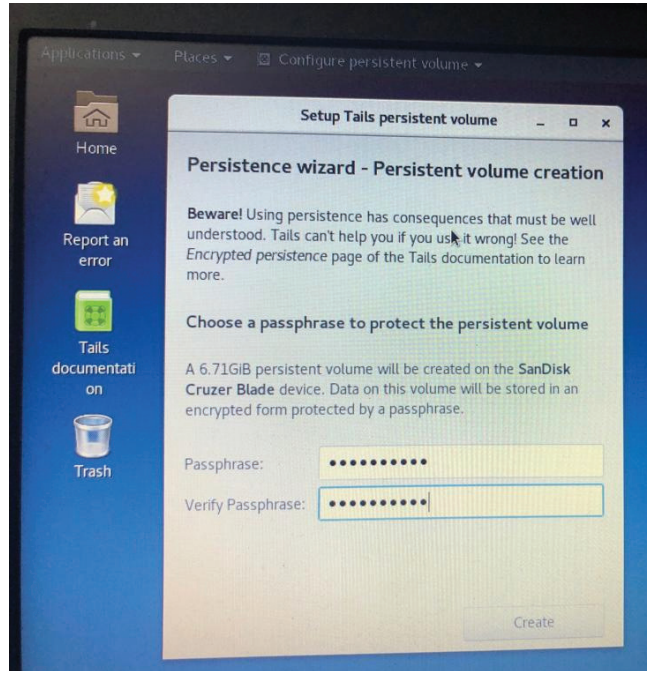 Applications Places Configure persistent volume
Home
Report an
error
Tails
documentati
on
Trash
Setup Tails persistent volume
Persistence wizard - Persistent volume creation
Beware! Using persistence has consequences that must be well
understood. Tails can't help you if you use it wrong! See the
Encrypted persistence page of the Tails documentation to learn
more.
Choose a passphrase to protect the persistent volume
A 6.71GiB persistent volume will be created on the SanDisk
Cruzer Blade device. Data on this volume will be stored in an
encrypted form protected by a passphrase.
Passphrase: ••••••••••
Verify Passphrase: ••••••••••
Create